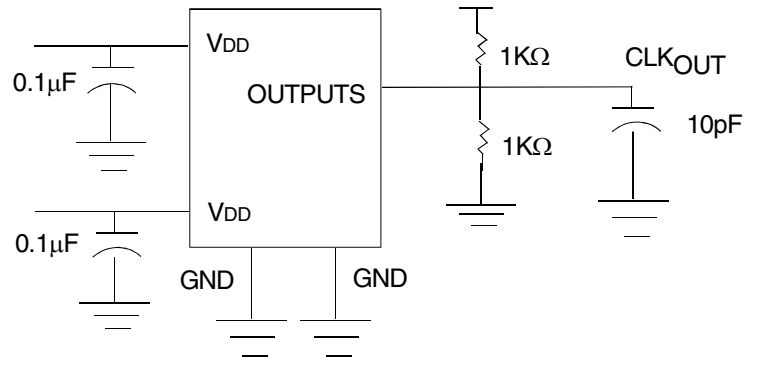 VDD
1KΩ
CLKOUT
0.1μF
OUTPUTS
10pF
1KΩ
VDD
0.1μF
GND
GND